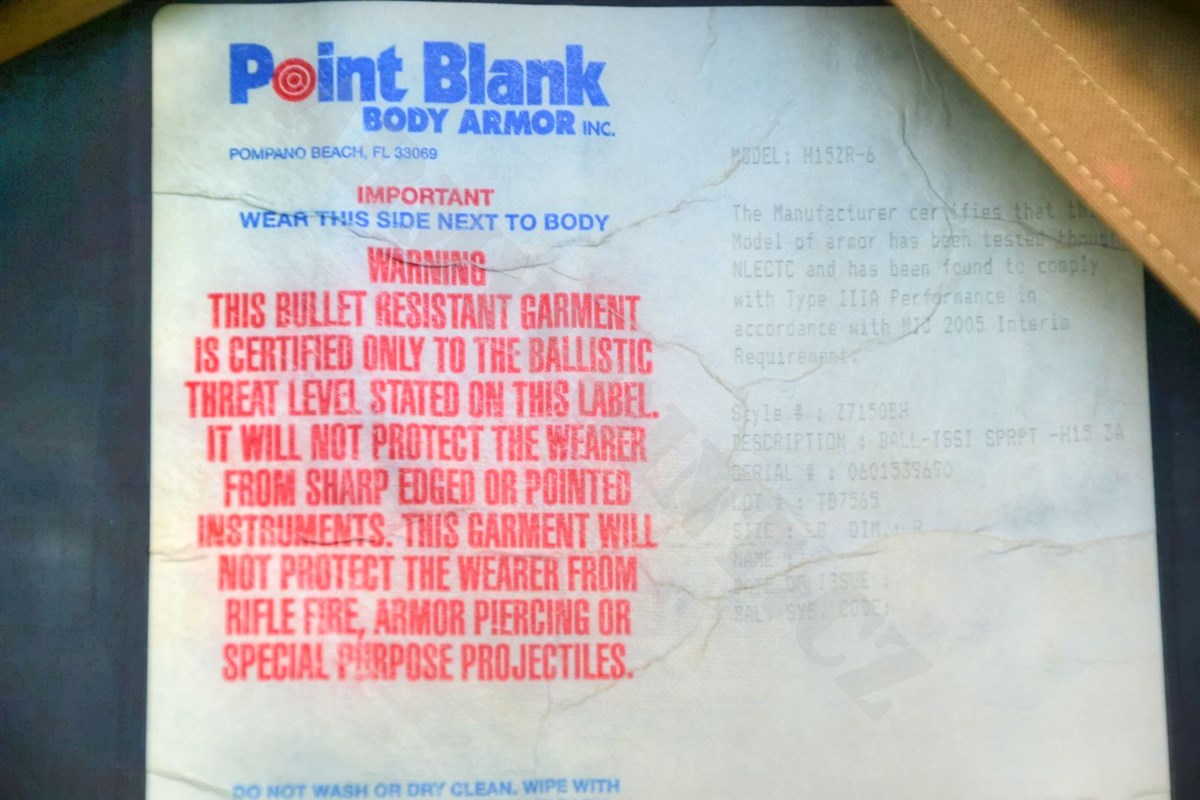 Point Blank
BODY ARMOR INC.
POMPANO BEACH, FL 33069
IMPORTANT
WEAR THIS SIDE NEXT TO BODY
WARNING
THIS BULLET RESISTANT GARMENT
IS CERTIFIED ONLY TO THE BALLISTIC
THREAT LEVEL STATED ON THIS LABEL.
IT WILL NOT PROTECT THE WEARER
FROM SHARP EDGED OR POINTED
INSTRUMENTS. THIS GARMENT WILL
NOT PROTECT THE WEARER FROM
RIFLE FIRE, ARMOR PIERCING OR
SPECIAL PURPOSE PROJECTILES.
DO NOT WASH OR DRY CLEAN. WIPE WITH
MODEL: H15ZR-6
The Manufacturer certifies that
Model of armor has been tested though
NLECTC and has been found to comply
with Type IIIA Performance in
accordance with NIJ 2005 Interim
Requirement.
Style # : Z7150BH
DESCRIPTION : BALL-TSSI SPRPT -H15 3A
SERIAL # : 0601539690
LOT # : TB7565
SIZE : LG DIM.:
NAME :
DATE OF ISSUE :
BAL. SYS. CODE: